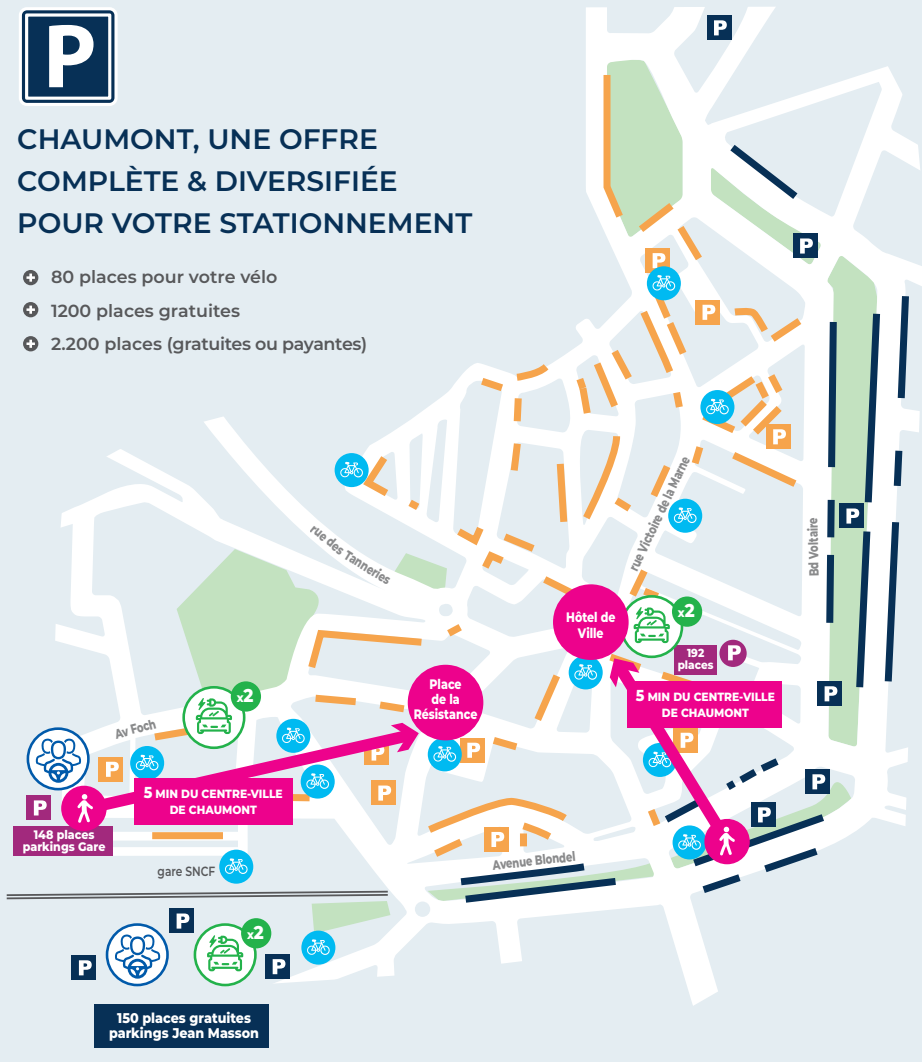 P
CHAUMONT, UNE OFFRE
COMPLÈTE & DIVERSIFIÉE
POUR VOTRE STATIONNEMENT
80 places pour votre vélo
1200 places gratuites
2.200 places (gratuites ou payantes)
P
P
P
P
P
P
rue des Tanneries
rue Victoire de la Marne
Bd Voltaire
Hôtel de
Ville
x2
192
places
P
5 MIN DU CENTRE-VILLE
DE CHAUMONT
P
Place
de la
Résistance
x2
Av Foch
P
P
P
P
P
5 MIN DU CENTRE-VILLE
DE CHAUMONT
P
P
P
148 places
parkings Gare
P
Avenue Blondel
gare SNCF
P
P
x2
P
150 places gratuites
parkings Jean Masson